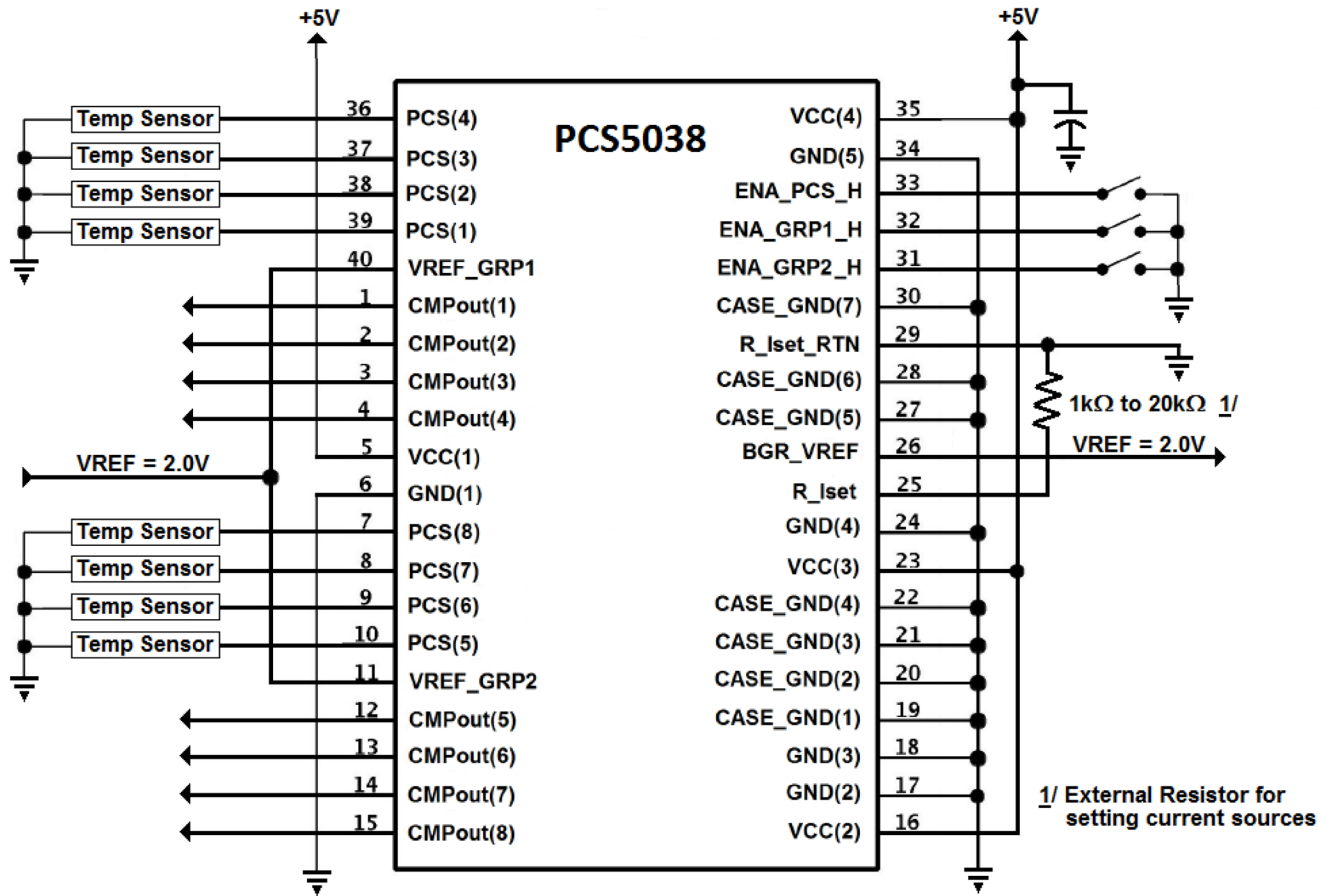 +5V
+5V
PCS5038
Temp Sensor 36 PCS(4)
Temp Sensor 37 PCS(3)
Temp Sensor 38 PCS(2)
Temp Sensor 39 PCS(1)
40 VREF_GRP1
1 CMPout(1)
2 CMPout(2)
3 CMPout(3)
4 CMPout(4)
5 VCC(1)
VREF = 2.0V
6 GND(1)
Temp Sensor 7 PCS(8)
Temp Sensor 8 PCS(7)
Temp Sensor 9 PCS(6)
Temp Sensor 10 PCS(5)
11 VREF_GRP2
12 CMPout(5)
13 CMPout(6)
14 CMPout(7)
15 CMPout(8)
VCC(4) 35
GND(5) 34
ENA_PCS_H 33
ENA_GRP1_H 32
ENA_GRP2_H 31
CASE_GND(7) 30
R_Iset_RTN 29
CASE_GND(6) 28
1kΩ to 20kΩ 1/
CASE_GND(5) 27
BGR_VREF 26 VREF = 2.0V
R_Iset 25
GND(4) 24
VCC(3) 23
CASE_GND(4) 22
CASE_GND(3) 21
CASE_GND(2) 20
CASE_GND(1) 19
GND(3) 18
GND(2) 17
VCC(2) 16
1/ External Resistor for
setting current sources